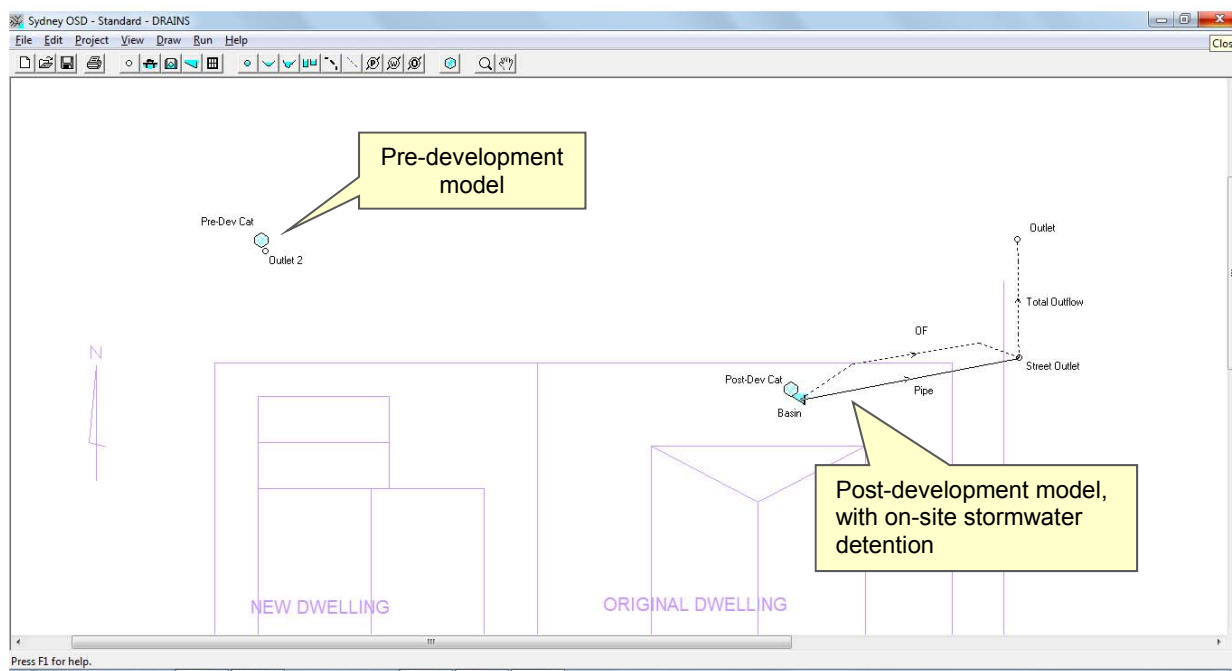 Sydney OSD - Standard - DRAINS
File Edit Project View Draw Run Help
Clos
Pre-development
model
Pre-Dev Cat
Outlet 2
Outlet
Total Outflow
OF
Street Outlet
Pipe
Post-Dev Cat
Basin
N
Post-development model,
with on-site stormwater
detention
NEW DWELLING
ORIGINAL DWELLING
Press F1 for help.